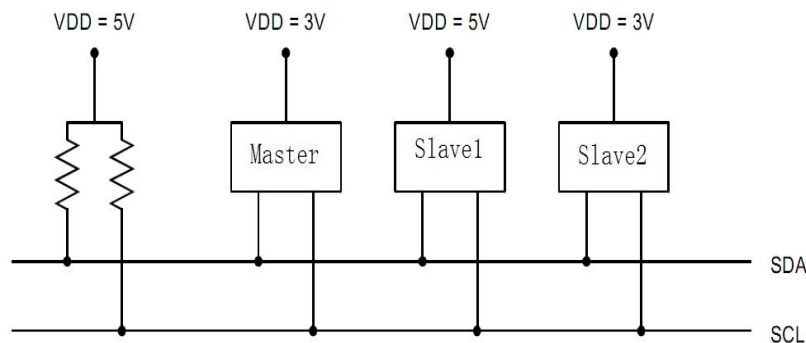 VDD = 5V VDD = 3V VDD = 5V VDD = 3V
Master Slave1 Slave2
SDA
SCL